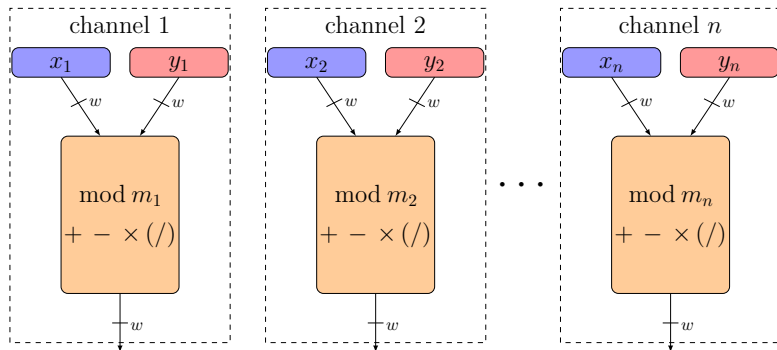 channel 1
x₁ y₁
w w
mod m₁
+ − × (/)
w
channel 2
x₂ y₂
w w
mod m₂
+ − × (/)
w
· · ·
channel n
xₙ yₙ
w w
mod mₙ
+ − × (/)
w